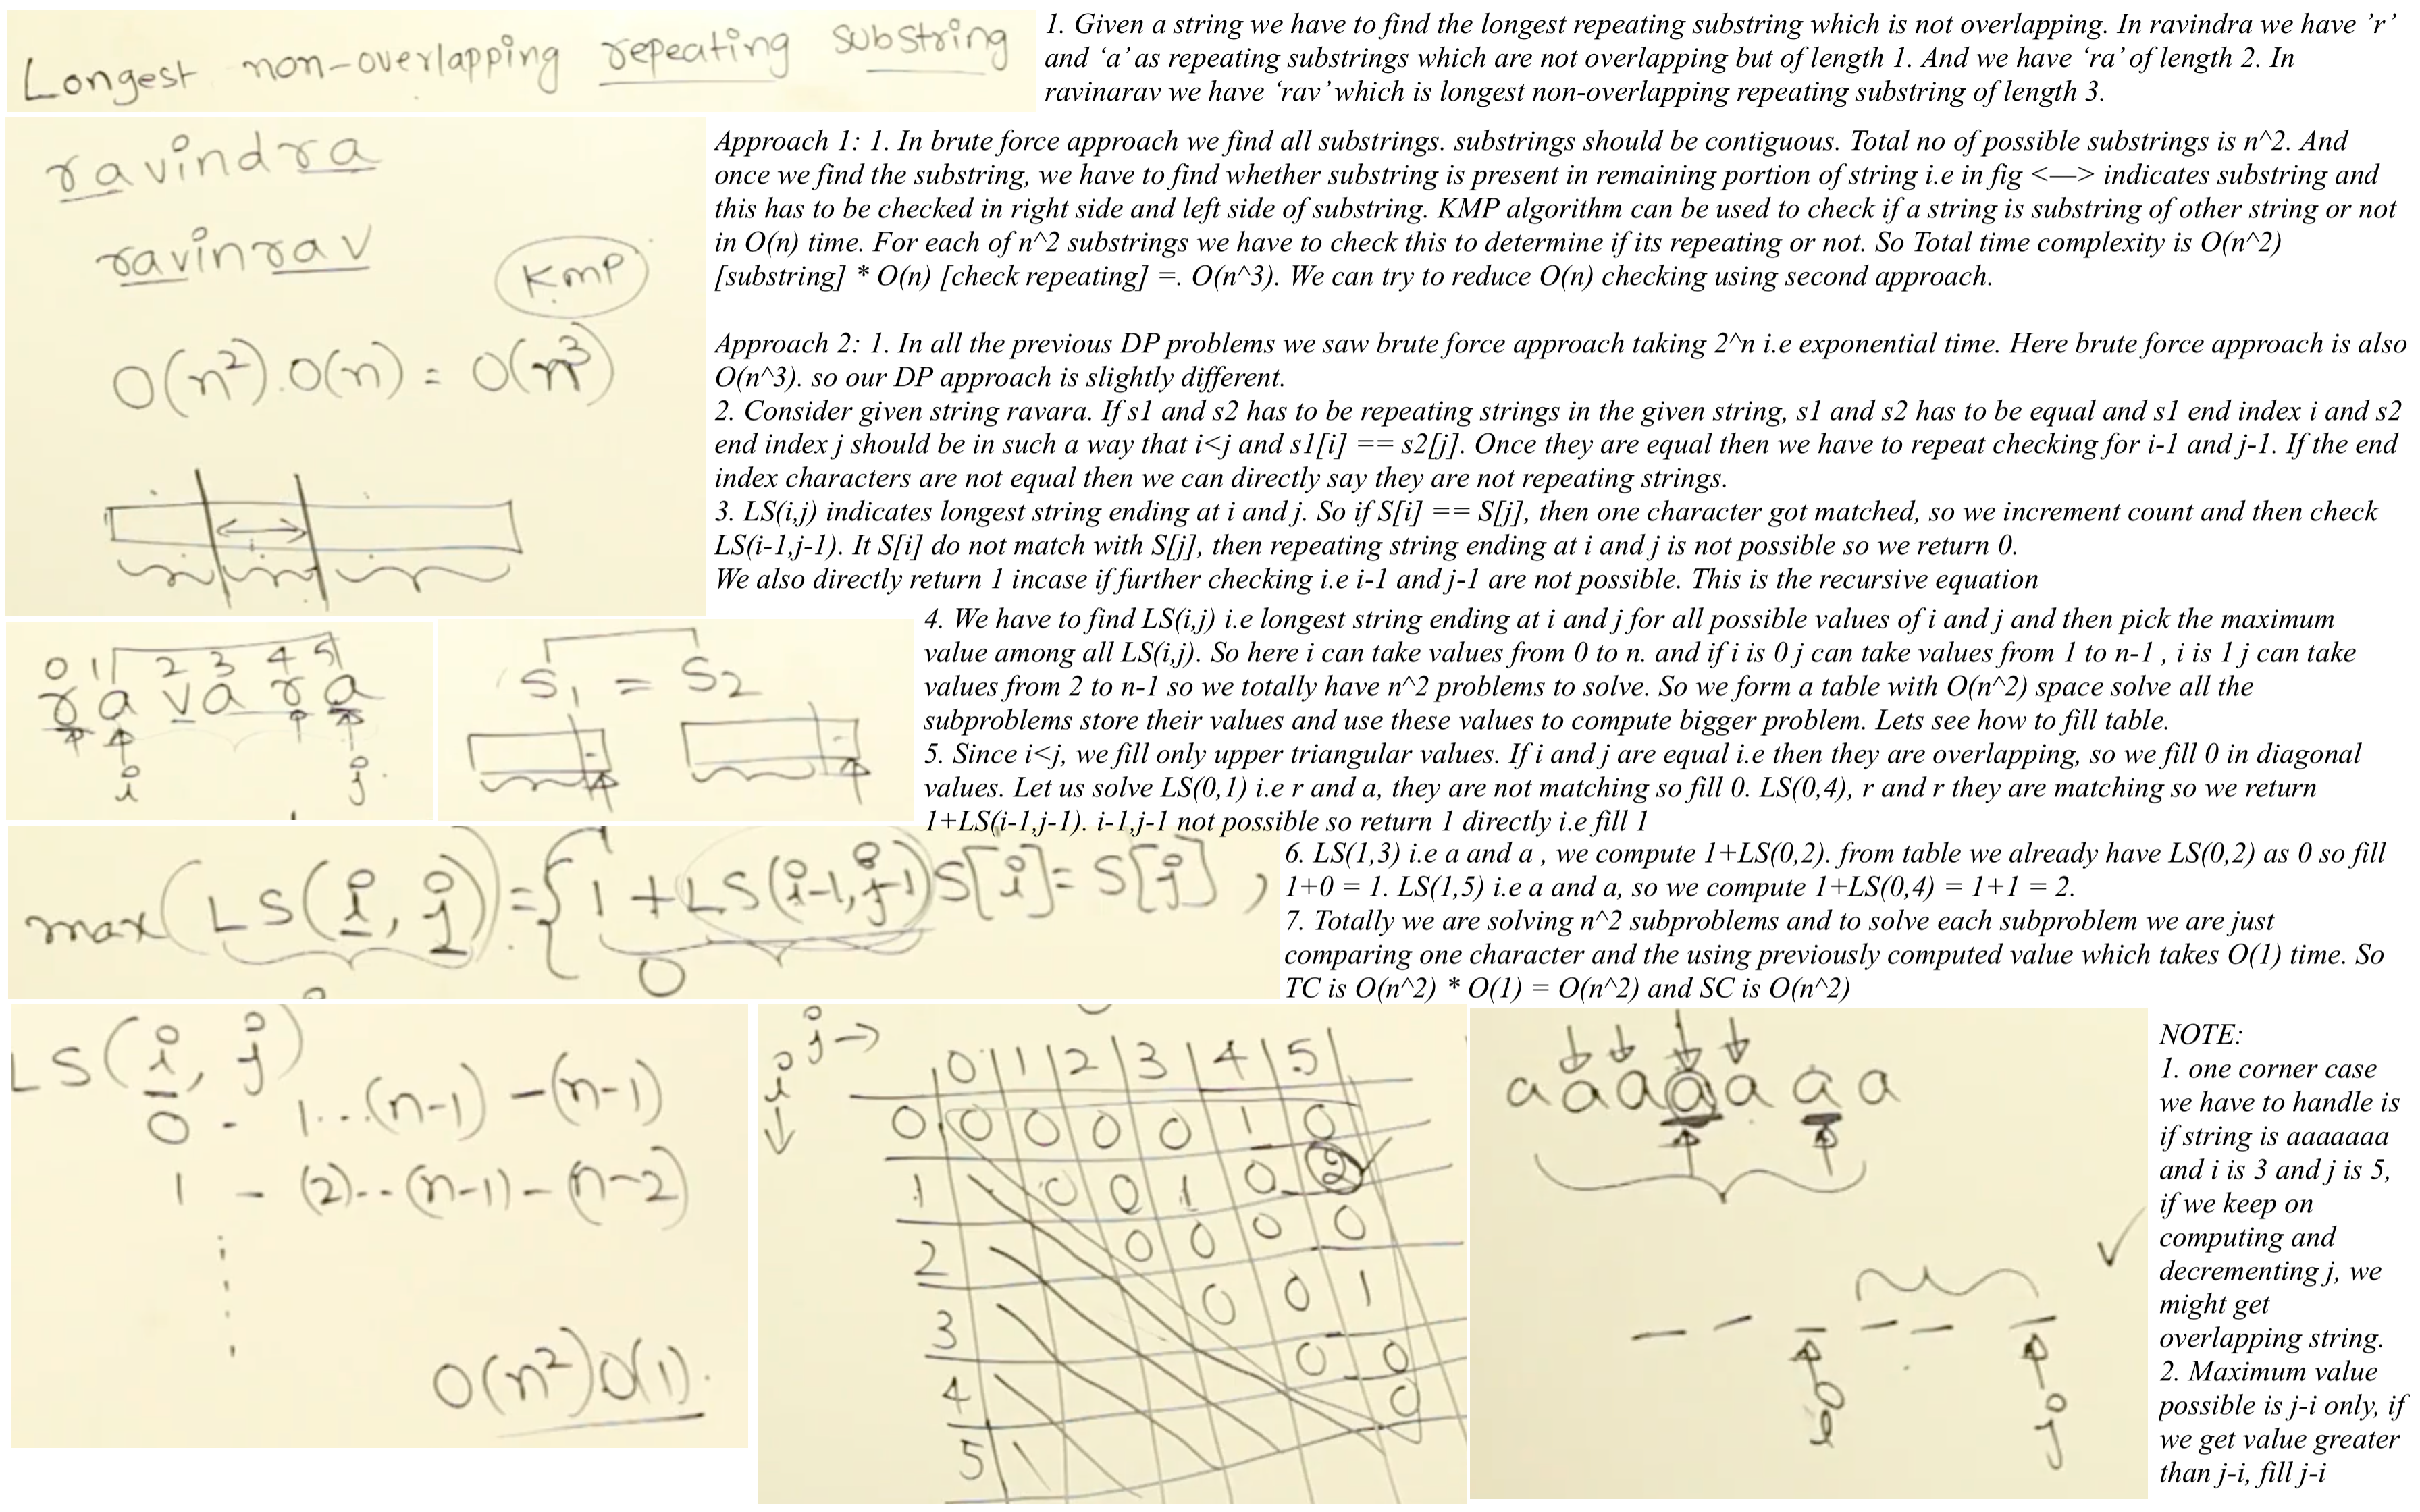 Longest non-overlapping repeating substring
1. Given a string we have to find the longest repeating substring which is not overlapping. In ravindra we have ’r’
and ‘a’ as repeating substrings which are not overlapping but of length 1. And we have ‘ra’ of length 2. In
ravinarav we have ‘rav’ which is longest non-overlapping repeating substring of length 3.
ravindra
ravinrav
KMP
O(n²).O(n) = O(n³)
Approach 1: 1. In brute force approach we find all substrings. substrings should be contiguous. Total no of possible substrings is n^2. And
once we find the substring, we have to find whether substring is present in remaining portion of string i.e in fig <—> indicates substring and
this has to be checked in right side and left side of substring. KMP algorithm can be used to check if a string is substring of other string or not
in O(n) time. For each of n^2 substrings we have to check this to determine if its repeating or not. So Total time complexity is O(n^2)
[substring] * O(n) [check repeating] =. O(n^3). We can try to reduce O(n) checking using second approach.
Approach 2: 1. In all the previous DP problems we saw brute force approach taking 2^n i.e exponential time. Here brute force approach is also
O(n^3). so our DP approach is slightly different.
2. Consider given string ravara. If s1 and s2 has to be repeating strings in the given string, s1 and s2 has to be equal and s1 end index i and s2
end index j should be in such a way that i<j and s1[i] == s2[j]. Once they are equal then we have to repeat checking for i-1 and j-1. If the end
index characters are not equal then we can directly say they are not repeating strings.
3. LS(i,j) indicates longest string ending at i and j. So if S[i] == S[j], then one character got matched, so we increment count and then check
LS(i-1,j-1). It S[i] do not match with S[j], then repeating string ending at i and j is not possible so we return 0.
We also directly return 1 incase if further checking i.e i-1 and j-1 are not possible. This is the recursive equation
0 1 2 3 4 5
r a v a r a
i j
S1 = S2
4. We have to find LS(i,j) i.e longest string ending at i and j for all possible values of i and j and then pick the maximum
value among all LS(i,j). So here i can take values from 0 to n. and if i is 0 j can take values from 1 to n-1 , i is 1 j can take
values from 2 to n-1 so we totally have n^2 problems to solve. So we form a table with O(n^2) space solve all the
subproblems store their values and use these values to compute bigger problem. Lets see how to fill table.
5. Since i<j, we fill only upper triangular values. If i and j are equal i.e then they are overlapping, so we fill 0 in diagonal
values. Let us solve LS(0,1) i.e r and a, they are not matching so fill 0. LS(0,4), r and r they are matching so we return
1+LS(i-1,j-1). i-1,j-1 not possible so return 1 directly i.e fill 1
max(LS(i, j)) = { 1 + LS(i-1, j-1) S[i] = S[j] ,
0
6. LS(1,3) i.e a and a , we compute 1+LS(0,2). from table we already have LS(0,2) as 0 so fill
1+0 = 1. LS(1,5) i.e a and a, so we compute 1+LS(0,4) = 1+1 = 2.
7. Totally we are solving n^2 subproblems and to solve each subproblem we are just
comparing one character and the using previously computed value which takes O(1) time. So
TC is O(n^2) * O(1) = O(n^2) and SC is O(n^2)
LS(i, j)
0 - 1...(n-1) - (n-1)
1 - (2)--(n-1) - (n-2)
O(n²)O(1).
j →
i 0 1 2 3 4 5
0 0 0 0 0 1 0
1 0 0 1 0 2
2 0 0 0 0
3 0 0 1
4 0 0
5 0
a a a a a a a
i j
NOTE:
1. one corner case
we have to handle is
if string is aaaaaaa
and i is 3 and j is 5,
if we keep on
computing and
decrementing j, we
might get
overlapping string.
2. Maximum value
possible is j-i only, if
we get value greater
than j-i, fill j-i